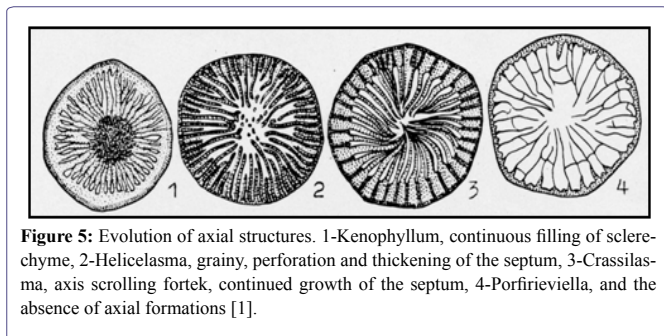 1
2
3
4
Figure 5: Evolution of axial structures. 1-Kenophyllum, continuous filling of sclere-
chyme, 2-Helicelasma, grainy, perforation and thickening of the septum, 3-Crassilas-
ma, axis scrolling fortek, continued growth of the septum, 4-Porfirieviella, and the
absence of axial formations [1].